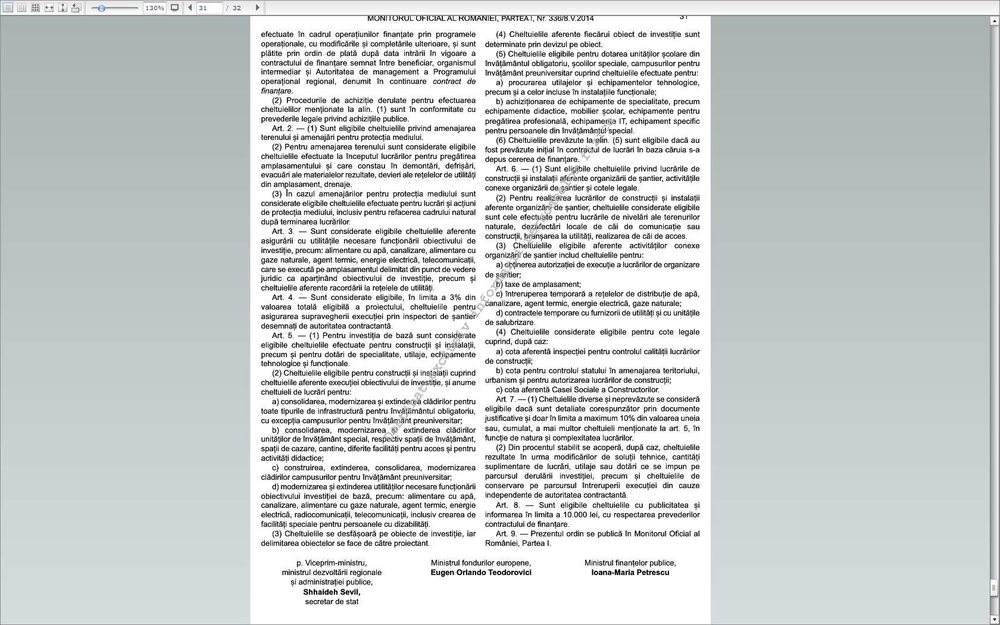 130%
31
/ 32
MONITORUL OFICIAL AL ROMÂNIEI, PARTEA I, Nr. 336/8.V.2014
31
efectuate în cadrul operațiunilor finanțate prin programele
operaționale, cu modificările și completările ulterioare, și sunt
plătite prin ordin de plată după data intrării în vigoare a
contractului de finanțare semnat între beneficiar, organismul
intermediar și Autoritatea de management a Programului
operațional regional, denumit în continuare contract de
finanțare.
(2) Procedurile de achiziție derulate pentru efectuarea
cheltuielilor menționate la alin. (1) sunt în conformitate cu
prevederile legale privind achizițiile publice.
Art. 2. — (1) Sunt eligibile cheltuielile privind amenajarea
terenului și amenajări pentru protecția mediului.
(2) Pentru amenajarea terenului sunt considerate eligibile
cheltuielile efectuate la începutul lucrărilor pentru pregătirea
amplasamentului și care constau în demontări, defrișări,
evacuări ale materialelor rezultate, devieri ale rețelelor de utilități
din amplasament, drenaje.
(3) În cazul amenajărilor pentru protecția mediului sunt
considerate eligibile cheltuielile efectuate pentru lucrări și acțiuni
de protecția mediului, inclusiv pentru refacerea cadrului natural
după terminarea lucrărilor.
Art. 3. — Sunt considerate eligibile cheltuielile aferente
asigurării cu utilitățile necesare funcționării obiectivului de
investiție, precum: alimentare cu apă, canalizare, alimentare cu
gaze naturale, agent termic, energie electrică, telecomunicații,
care se execută pe amplasamentul delimitat din punct de vedere
juridic ca aparținând obiectivului de investiție, precum și
cheltuielile aferente racordării la rețelele de utilități.
Art. 4. — Sunt considerate eligibile, în limita a 3% din
valoarea totală eligibilă a proiectului, cheltuielile pentru
asigurarea supravegherii execuției prin inspectori de șantier
desemnați de autoritatea contractantă.
Art. 5. — (1) Pentru investiția de bază sunt considerate
eligibile cheltuielile efectuate pentru construcții și instalații,
precum și pentru dotări de specialitate, utilaje, echipamente
tehnologice și funcționale.
(2) Cheltuielile eligibile pentru construcții și instalații cuprind
cheltuielile aferente execuției obiectivului de investiție, și anume
cheltuieli de lucrări pentru:
a) consolidarea, modernizarea și extinderea clădirilor pentru
toate tipurile de infrastructură pentru învățământul obligatoriu,
cu excepția campusurilor pentru învățământ preuniversitar;
b) consolidarea, modernizarea și extinderea clădirilor
unităților de învățământ special, respectiv spații de învățământ,
spații de cazare, cantine, diferite facilități pentru acces și pentru
activități didactice;
c) construirea, extinderea, consolidarea, modernizarea
clădirilor campusurilor pentru învățământ preuniversitar;
d) modernizarea și extinderea utilităților necesare funcționării
obiectivului investiției de bază, precum: alimentare cu apă,
canalizare, alimentare cu gaze naturale, agent termic, energie
electrică, radiocomunicații, telecomunicații, inclusiv crearea de
facilități speciale pentru persoanele cu dizabilități.
(3) Cheltuielile se desfășoară pe obiecte de investiție, iar
delimitarea obiectelor se face de către proiectant.
(4) Cheltuielile aferente fiecărui obiect de investiție sunt
determinate prin devizul pe obiect.
(5) Cheltuielile eligibile pentru dotarea unităților școlare din
învățământul obligatoriu, școlilor speciale, campusurilor pentru
învățământ preuniversitar cuprind cheltuielile efectuate pentru:
a) procurarea utilajelor și echipamentelor tehnologice,
precum și a celor incluse în instalațiile funcționale;
b) achiziționarea de echipamente de specialitate, precum
echipamente didactice, mobilier școlar, echipamente pentru
pregătirea profesională, echipamente IT, echipament specific
pentru persoanele din învățământul special.
(6) Cheltuielile prevăzute la alin. (5) sunt eligibile dacă au
fost prevăzute inițial în contractul de lucrări în baza căruia s-a
depus cererea de finanțare.
Art. 6. — (1) Sunt eligibile cheltuielile privind lucrările de
construcții și instalații aferente organizării de șantier, activitățile
conexe organizării de șantier și cotele legale.
(2) Pentru realizarea lucrărilor de construcții și instalații
aferente organizării de șantier, cheltuielile considerate eligibile
sunt cele efectuate pentru lucrările de nivelări ale terenurilor
naturale, dezafectări locale de căi de comunicație sau
construcții, branșarea la utilități, realizarea de căi de acces.
(3) Cheltuielile eligibile aferente activităților conexe
organizării de șantier includ cheltuielile pentru:
a) obținerea autorizației de execuție a lucrărilor de organizare
de șantier;
b) taxe de amplasament;
c) întreruperea temporară a rețelelor de distribuție de apă,
canalizare, agent termic, energie electrică, gaze naturale;
d) contractele temporare cu furnizorii de utilități și cu unitățile
de salubrizare.
(4) Cheltuielile considerate eligibile pentru cote legale
cuprind, după caz:
a) cota aferentă inspecției pentru controlul calității lucrărilor
de construcții;
b) cota pentru controlul statului în amenajarea teritoriului,
urbanism și pentru autorizarea lucrărilor de construcții;
c) cota aferentă Casei Sociale a Constructorilor.
Art. 7. — (1) Cheltuielile diverse și neprevăzute se consideră
eligibile dacă sunt detaliate corespunzător prin documente
justificative și doar în limita a maximum 10% din valoarea uneia
sau, cumulat, a mai multor cheltuieli menționate la art. 5, în
funcție de natura și complexitatea lucrărilor.
(2) Din procentul stabilit se acoperă, după caz, cheltuielile
rezultate în urma modificărilor de soluții tehnice, cantități
suplimentare de lucrări, utilaje sau dotări ce se impun pe
parcursul derulării investiției, precum și cheltuielile de
conservare pe parcursul întreruperii execuției din cauze
independente de autoritatea contractantă.
Art. 8. — Sunt eligibile cheltuielile cu publicitatea și
informarea în limita a 10.000 lei, cu respectarea prevederilor
contractului de finanțare.
Art. 9. — Prezentul ordin se publică în Monitorul Oficial al
României, Partea I.
Destinat exclusiv informării persoanelor fizice
p. Viceprim-ministru,
ministrul dezvoltării regionale
și administrației publice,
Shhaideh Sevil,
secretar de stat
Ministrul fondurilor europene,
Eugen Orlando Teodorovici
Ministrul finanțelor publice,
Ioana-Maria Petrescu